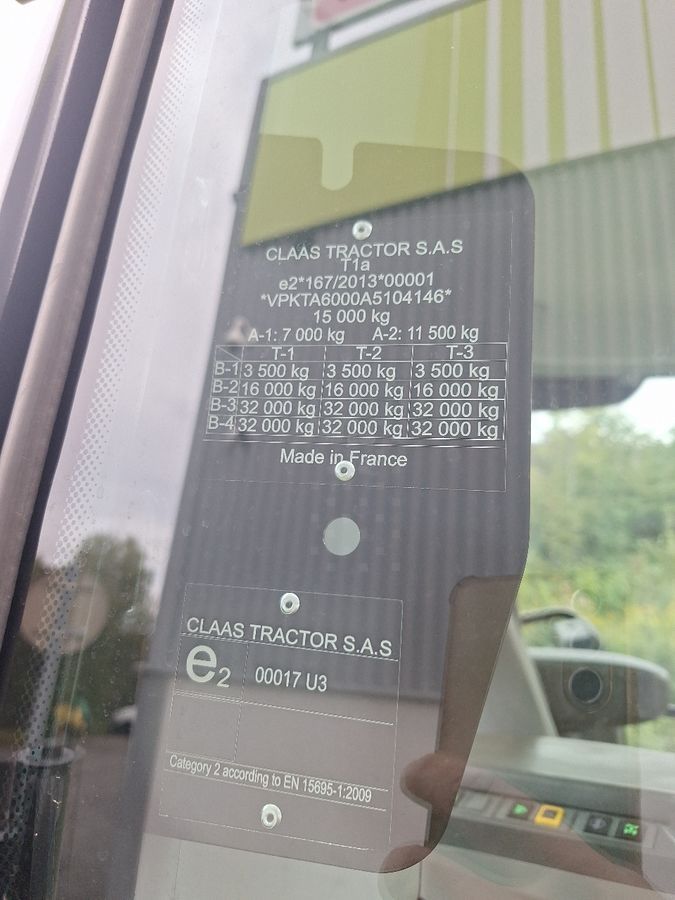 CLAAS TRACTOR S.A.S
T1a
e2*167/2013*00001
*VPKTA6000A5104146*
15 000 kg
A-1: 7 000 kg A-2: 11 500 kg
T-1 T-2 T-3
B-1 3 500 kg 3 500 kg 3 500 kg
B-2 16 000 kg 16 000 kg 16 000 kg
B-3 32 000 kg 32 000 kg 32 000 kg
B-4 32 000 kg 32 000 kg 32 000 kg
Made in France
CLAAS TRACTOR S.A.S
e2 00017 U3
Category 2 according to EN 15695-1:2009